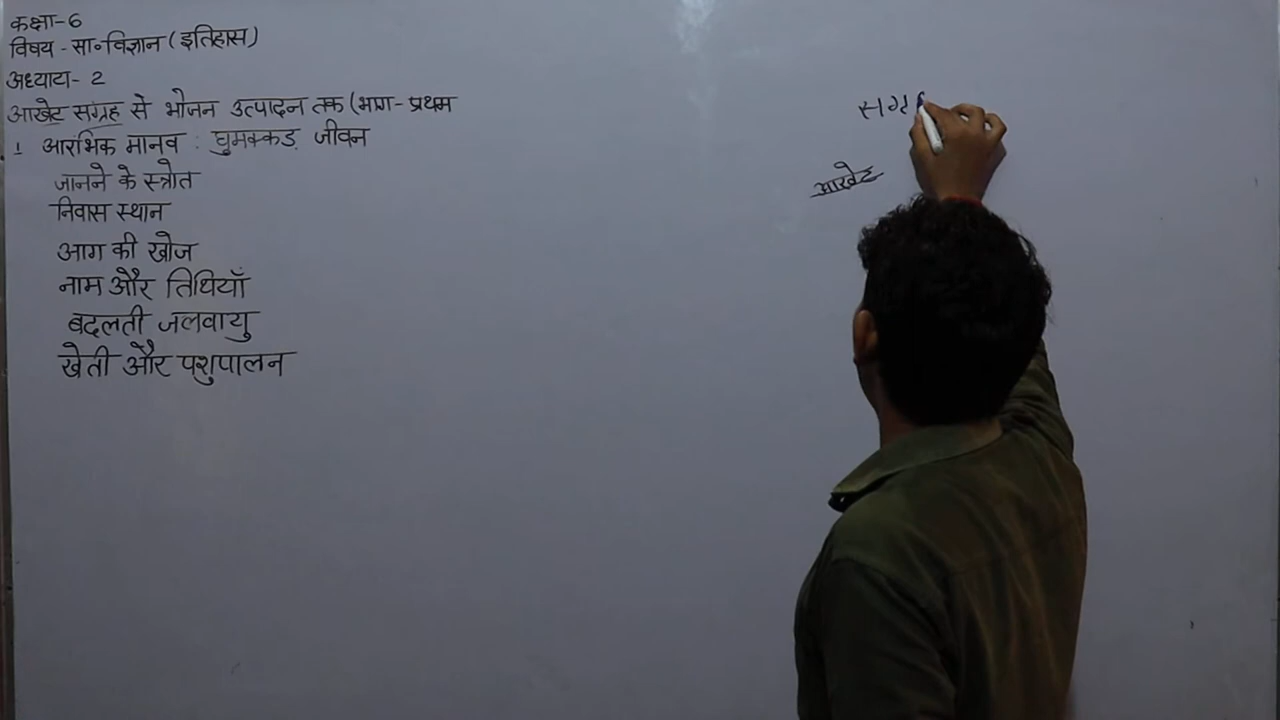 कक्षा-6
विषय - सा॰विज्ञान (इतिहास)
अध्याटा- 2
आखेट संग्रह से भोजन उत्पादन तक (भाग- प्रथम
1 आरंभिक मानव : घुमक्कड़ जीवन
जानने के स्त्रोत
निवास स्थान
आग की खोज
नाम और तिथियाँ
बदलती जलवायु
खेती और पशुपालन
आखेट